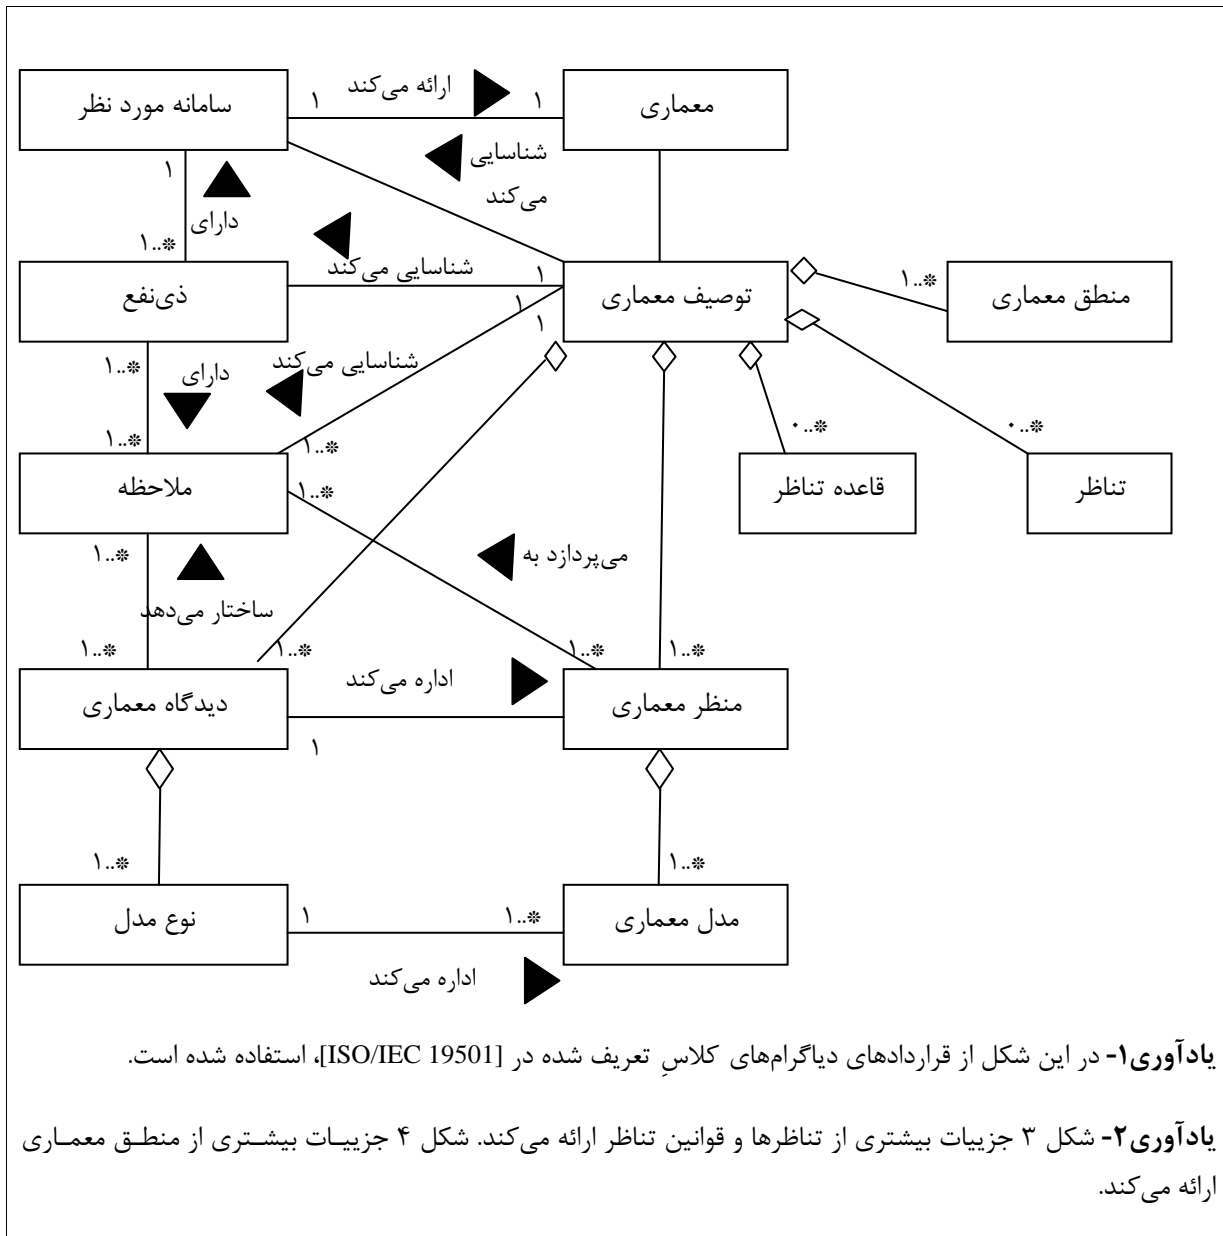 سامانه مورد نظر
۱
ارائه می‌کند
۱
معماری
شناسایی
می‌کند
۱
دارای
۱..*
ذی‌نفع
شناسایی می‌کند
۱
۱
۱
توصیف معماری
۱..*
منطق معماری
۱..*
دارای
شناسایی می‌کند
۱..*
۱..*
۰..*
۰..*
ملاحظه
۱..*
قاعده تناظر
تناظر
۱..*
می‌پردازد به
ساختار می‌دهد
۱..*
۱..*
۱..*
۱..*
دیدگاه معماری
اداره می‌کند
منظر معماری
۱
۱..*
۱..*
نوع مدل
۱
۱..*
مدل معماری
اداره می‌کند
یادآوری۱- در این شکل از قراردادهای دیاگرام‌های کلاسِ تعریف شده در [ISO/IEC 19501]، استفاده شده است.
یادآوری۲- شکل ۳ جزییات بیشتری از تناظرها و قوانین تناظر ارائه می‌کند. شکل ۴ جزییات بیشتری از منطق معماری
ارائه می‌کند.